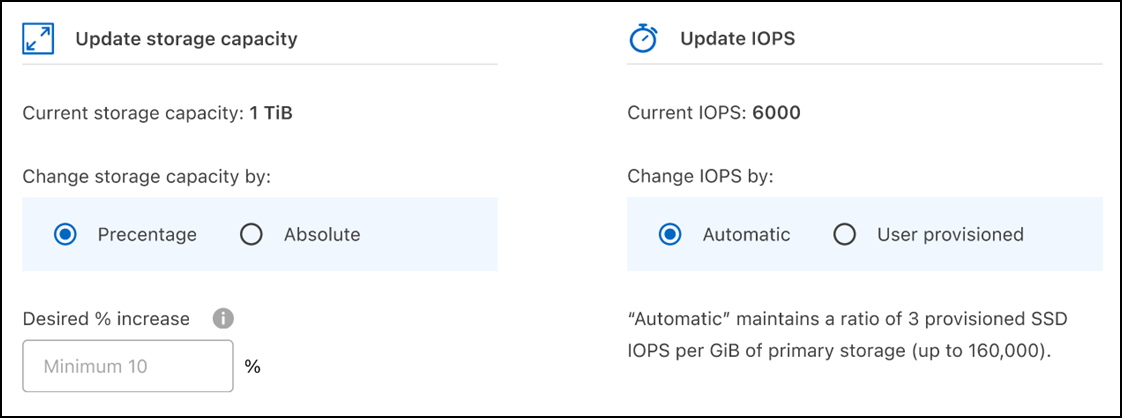 Update storage capacity
Current storage capacity: 1 TiB
Change storage capacity by:
Precentage
Absolute
Desired % increase
Minimum 10
%
Update IOPS
Current IOPS: 6000
Change IOPS by:
Automatic
User provisioned
“Automatic” maintains a ratio of 3 provisioned SSD
IOPS per GiB of primary storage (up to 160,000).